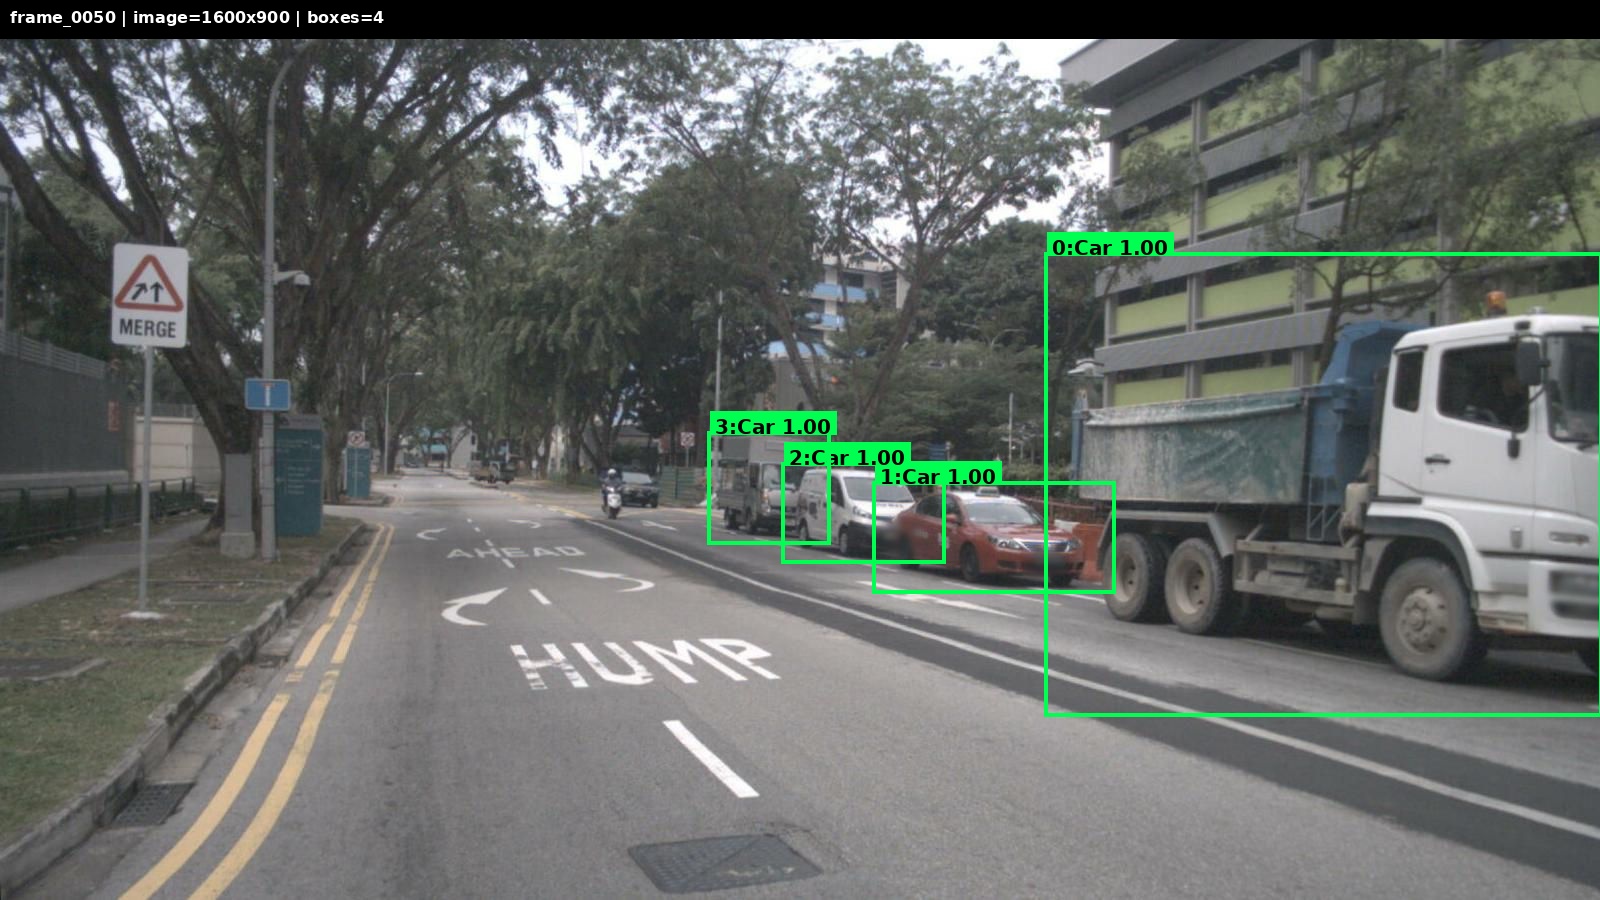 frame_0050 | image=1600x900 | boxes=4
0:Car 1.00
MERGE
3:Car 1.00
2:Car 1.00
1:Car 1.00
AHEAD
HUMP